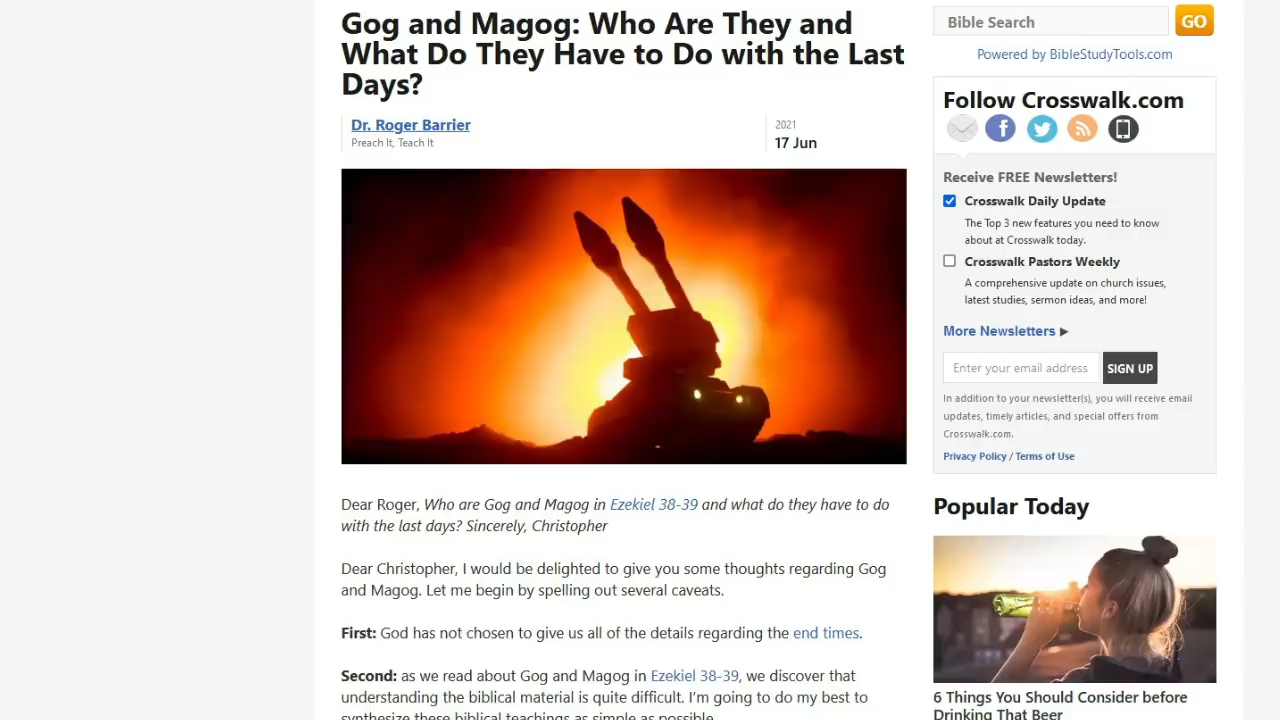 Gog and Magog: Who Are They and
What Do They Have to Do with the Last
Days?
Dr. Roger Barrier
Preach It, Teach It
2021
17 Jun
Dear Roger, Who are Gog and Magog in Ezekiel 38-39 and what do they have to do
with the last days? Sincerely, Christopher
Dear Christopher, I would be delighted to give you some thoughts regarding Gog
and Magog. Let me begin by spelling out several caveats.
First: God has not chosen to give us all of the details regarding the end times.
Second: as we read about Gog and Magog in Ezekiel 38-39, we discover that
understanding the biblical material is quite difficult. I'm going to do my best to
synthesize these biblical teachings as simple as possible.
Bible Search
GO
Powered by BibleStudyTools.com
Follow Crosswalk.com
Receive FREE Newsletters!
Crosswalk Daily Update
The Top 3 new features you need to know
about at Crosswalk today.
Crosswalk Pastors Weekly
A comprehensive update on church issues,
latest studies, sermon ideas, and more!
More Newsletters
Enter your email address
SIGN UP
In addition to your newsletter(s), you will receive email
updates, timely articles, and special offers from
Crosswalk.com.
Privacy Policy / Terms of Use
Popular Today
6 Things You Should Consider before
Drinking That Beer